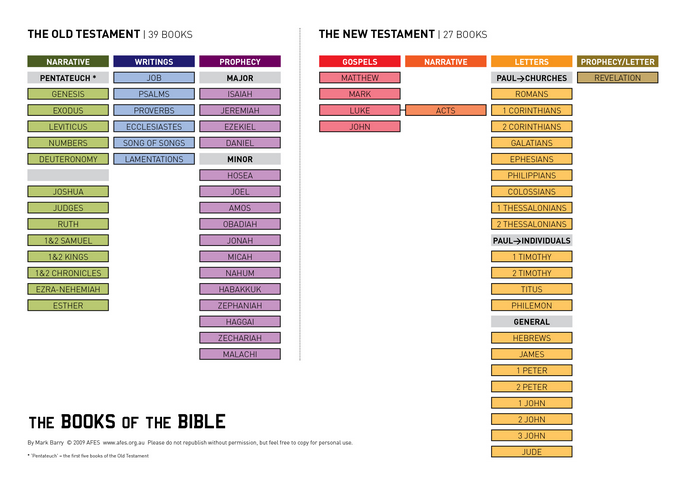 THE OLD TESTAMENT | 39 BOOKS
NARRATIVE
PENTATEUCH *
GENESIS
EXODUS
LEVITICUS
NUMBERS
DEUTERONOMY
JOSHUA
JUDGES
RUTH
1&2 SAMUEL
1&2 KINGS
1&2 CHRONICLES
EZRA-NEHEMIAH
ESTHER
WRITINGS
JOB
PSALMS
PROVERBS
ECCLESIASTES
SONG OF SONGS
LAMENTATIONS
PROPHECY
MAJOR
ISAIAH
JEREMIAH
EZEKIEL
DANIEL
MINOR
HOSEA
JOEL
AMOS
OBADIAH
JONAH
MICAH
NAHUM
HABAKKUK
ZEPHANIAH
HAGGAI
ZECHARIAH
MALACHI
THE NEW TESTAMENT | 27 BOOKS
GOSPELS
MATTHEW
MARK
LUKE
JOHN
NARRATIVE
ACTS
LETTERS
PAUL→CHURCHES
ROMANS
1 CORINTHIANS
2 CORINTHIANS
GALATIANS
EPHESIANS
PHILIPPIANS
COLOSSIANS
1 THESSALONIANS
2 THESSALONIANS
PAUL→INDIVIDUALS
1 TIMOTHY
2 TIMOTHY
TITUS
PHILEMON
GENERAL
HEBREWS
JAMES
1 PETER
2 PETER
1 JOHN
2 JOHN
3 JOHN
JUDE
PROPHECY/LETTER
REVELATION
THE BOOKS OF THE BIBLE
By Mark Barry © 2009 AFES www.afes.org.au Please do not republish without permission, but feel free to copy for personal use.
* 'Pentateuch' – the first five books of the Old Testament